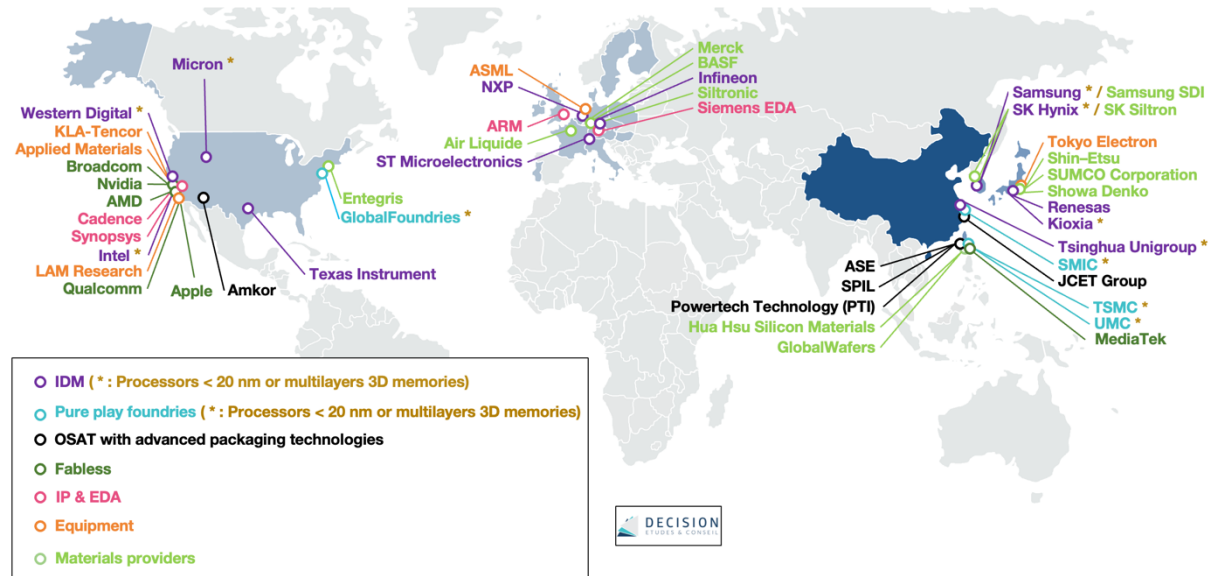 Micron *
Western Digital *
KLA-Tencor
Applied Materials
Broadcom
Nvidia
AMD
Cadence
Synopsys
Intel *
LAM Research
Qualcomm
Apple
Amkor
Texas Instrument
Entegris
GlobalFoundries *
ASML
NXP
ARM
Air Liquide
ST Microelectronics
Merck
BASF
Infineon
Siltronic
Siemens EDA
Samsung * / Samsung SDI
SK Hynix * / SK Siltron
Tokyo Electron
Shin–Etsu
SUMCO Corporation
Showa Denko
Renesas
Kioxia *
Tsinghua Unigroup *
SMIC *
JCET Group
ASE
SPIL
Powertech Technology (PTI)
Hua Hsu Silicon Materials
GlobalWafers
TSMC *
UMC *
MediaTek
IDM ( * : Processors < 20 nm or multilayers 3D memories)
Pure play foundries ( * : Processors < 20 nm or multilayers 3D memories)
OSAT with advanced packaging technologies
Fabless
IP & EDA
Equipment
Materials providers
DECISION
ETUDES & CONSEIL